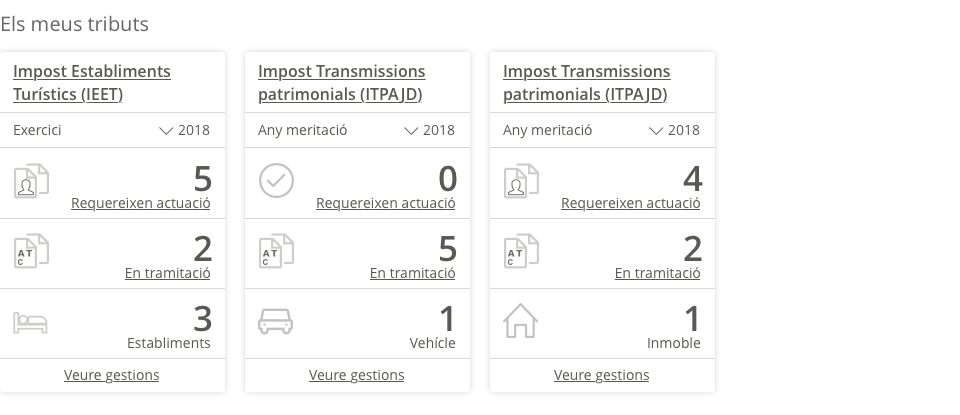 Els meus tributs
Impost Establiments
Turístics (IEET)
Exercici 2018
5
Requereixen actuació
AT
C
2
En tramitació
3
Establiments
Veure gestions
Impost Transmissions
patrimonials (ITPAJD)
Any meritació 2018
0
Requereixen actuació
AT
C
5
En tramitació
1
Vehícle
Veure gestions
Impost Transmissions
patrimonials (ITPAJD)
Any meritació 2018
4
Requereixen actuació
AT
C
2
En tramitació
1
Inmoble
Veure gestions